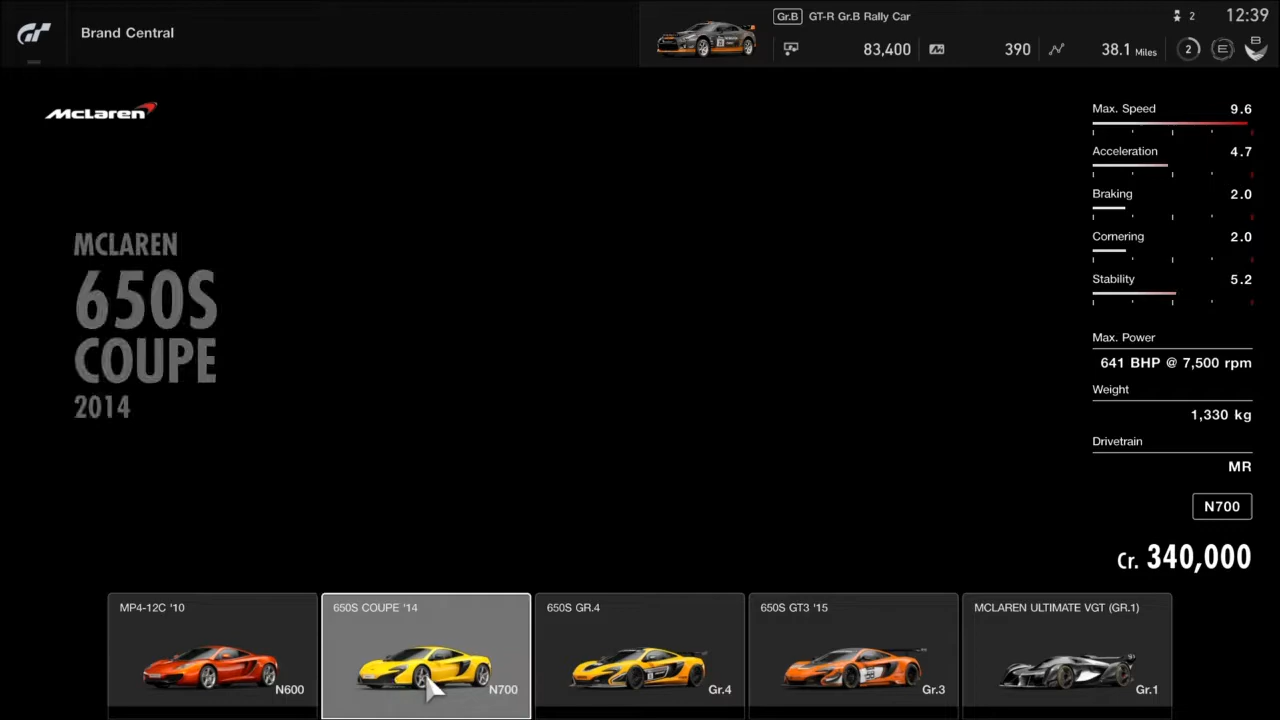 Brand Central
Gr.B GT-R Gr.B Rally Car
2
12:39
83,400
390
38.1 Miles
2
E
B
McLaren
MCLAREN
650S
COUPE
2014
Max. Speed 9.6
Acceleration 4.7
Braking 2.0
Cornering 2.0
Stability 5.2
Max. Power
641 BHP @ 7,500 rpm
Weight
1,330 kg
Drivetrain
MR
N700
Cr. 340,000
MP4-12C '10
N600
650S COUPE '14
N700
650S GR.4
Gr.4
650S GT3 '15
Gr.3
MCLAREN ULTIMATE VGT (GR.1)
Gr.1